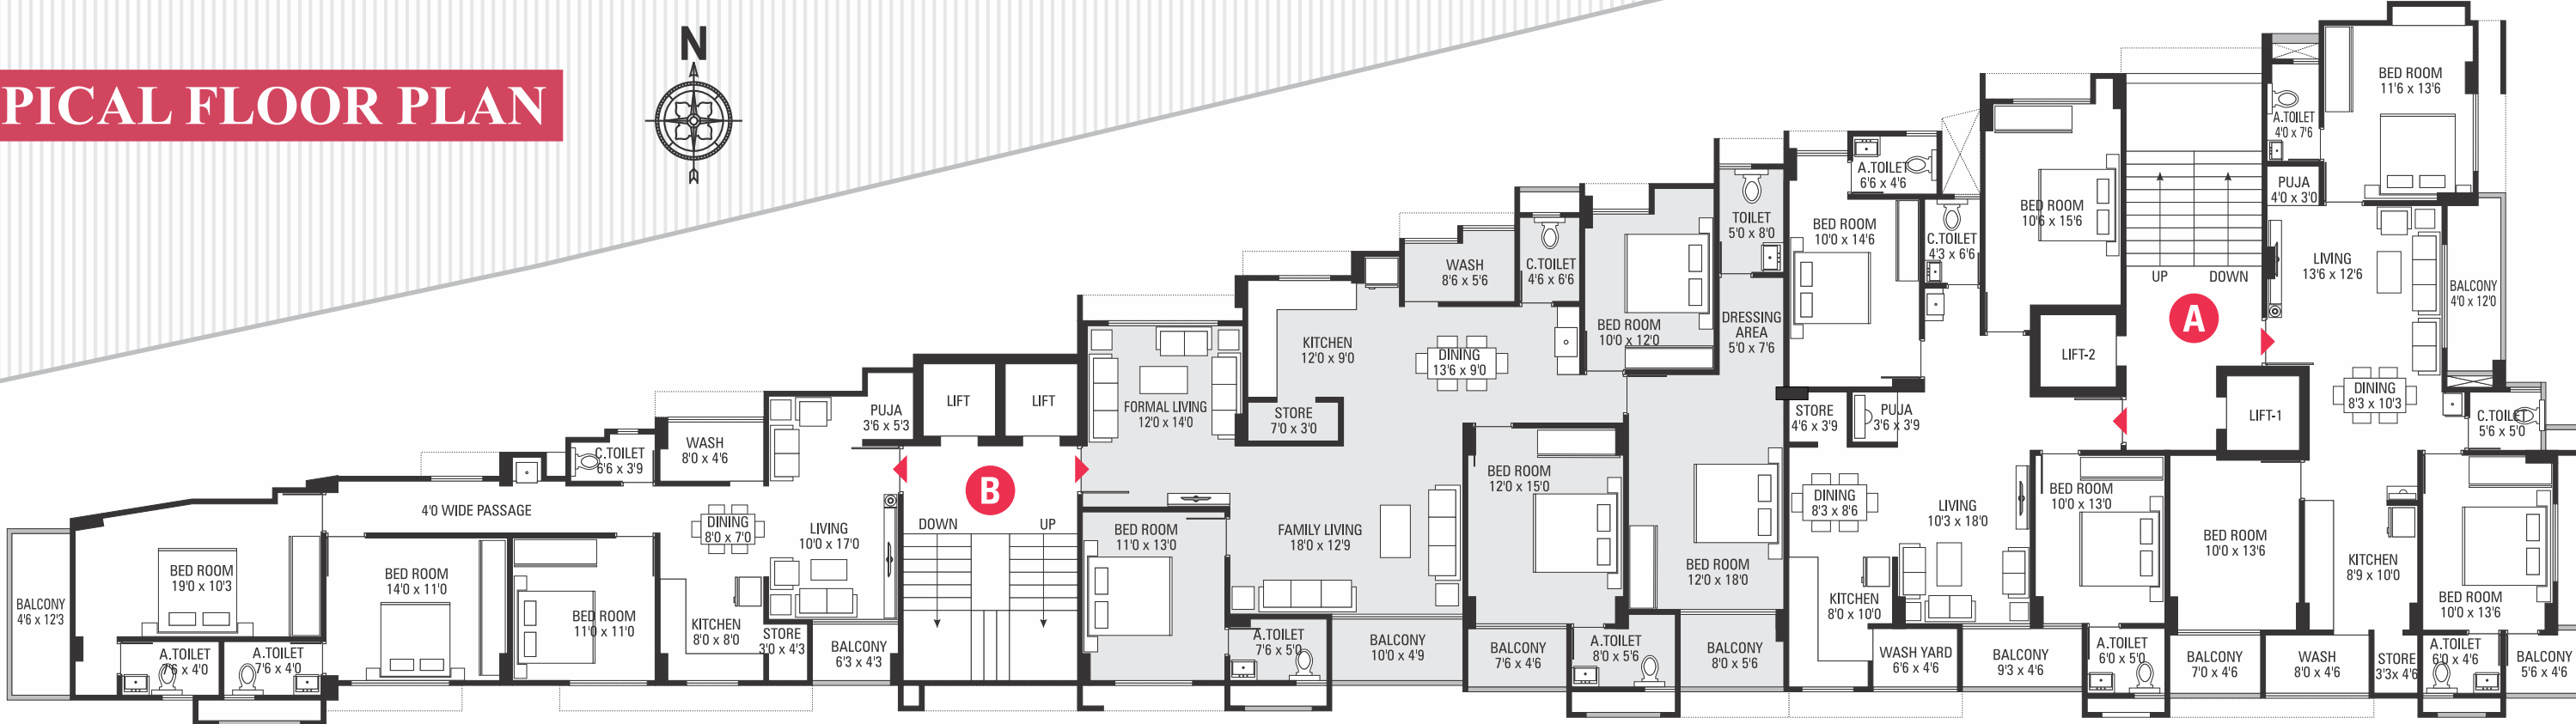 PICAL FLOOR PLAN
N
BALCONY
4'6 x 12'3
BED ROOM
19'0 x 10'3
A.TOILET
7'6 x 4'0
A.TOILET
7'6 x 4'0
4'0 WIDE PASSAGE
BED ROOM
14'0 x 11'0
BED ROOM
11'0 x 11'0
C.TOILET
6'6 x 3'9
WASH
8'0 x 4'6
DINING
8'0 x 7'0
KITCHEN
8'0 x 8'0
STORE
3'0 x 4'3
LIVING
10'0 x 17'0
BALCONY
6'3 x 4'3
PUJA
3'6 x 5'3
LIFT
LIFT
B
DOWN
UP
FORMAL LIVING
12'0 x 14'0
BED ROOM
11'0 x 13'0
A.TOILET
7'6 x 5'0
KITCHEN
12'0 x 9'0
STORE
7'0 x 3'0
FAMILY LIVING
18'0 x 12'9
BALCONY
10'0 x 4'9
WASH
8'6 x 5'6
C.TOILET
4'6 x 6'6
DINING
13'6 x 9'0
BED ROOM
12'0 x 15'0
BALCONY
7'6 x 4'6
BED ROOM
10'0 x 12'0
A.TOILET
8'0 x 5'6
TOILET
5'0 x 8'0
DRESSING
AREA
5'0 x 7'6
BED ROOM
12'0 x 18'0
BALCONY
8'0 x 5'6
BED ROOM
10'0 x 14'6
A.TOILET
6'6 x 4'6
C.TOILET
4'3 x 6'6
STORE
4'6 x 3'9
PUJA
3'6 x 3'9
DINING
8'3 x 8'6
LIVING
10'3 x 18'0
KITCHEN
8'0 x 10'0
WASH YARD
6'6 x 4'6
BALCONY
9'3 x 4'6
BED ROOM
10'6 x 15'6
LIFT-2
BED ROOM
10'0 x 13'0
A.TOILET
6'0 x 5'0
UP
DOWN
A
LIFT-1
BED ROOM
10'0 x 13'6
BALCONY
7'0 x 4'6
WASH
8'0 x 4'6
A.TOILET
4'0 x 7'6
PUJA
4'0 x 3'0
BED ROOM
11'6 x 13'6
LIVING
13'6 x 12'6
BALCONY
4'0 x 12'0
DINING
8'3 x 10'3
C.TOILET
5'6 x 5'0
KITCHEN
8'9 x 10'0
BED ROOM
10'0 x 13'6
STORE
3'3x 4'6
A.TOILET
6'0 x 4'6
BALCONY
5'6 x 4'6